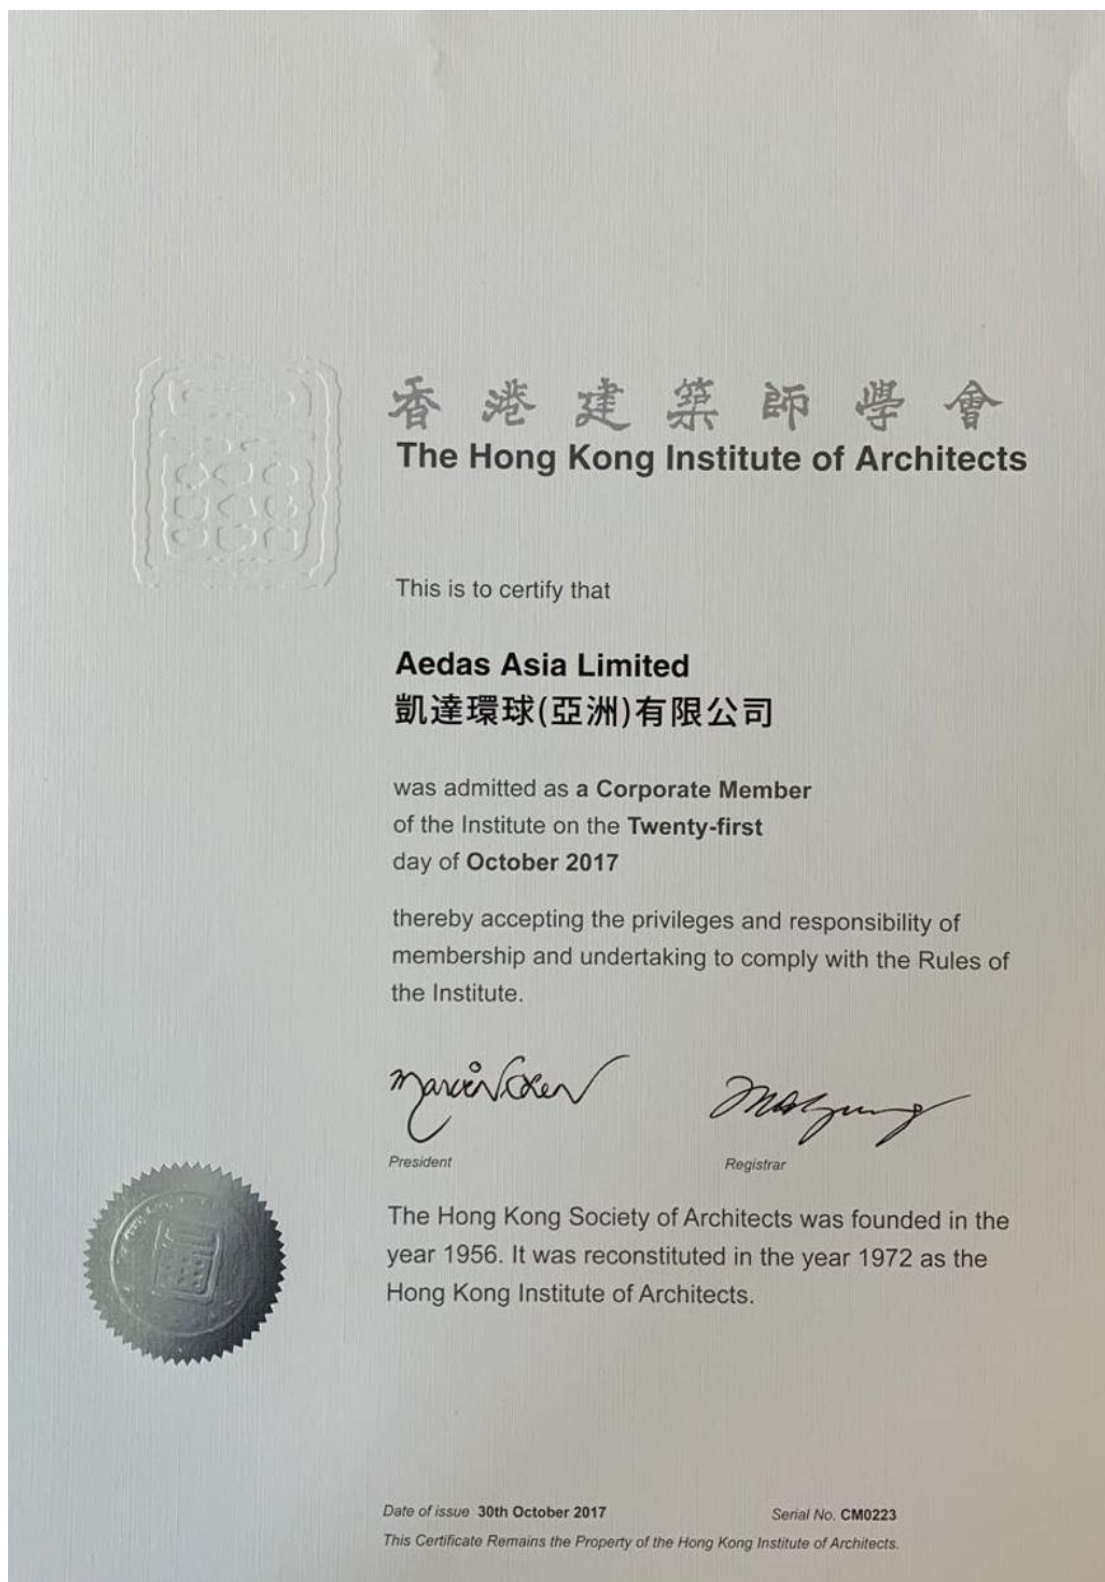 香港建築師學會
The Hong Kong Institute of Architects
This is to certify that
Aedas Asia Limited
凱達環球(亞洲)有限公司
was admitted as a Corporate Member
of the Institute on the Twenty-first
day of October 2017
thereby accepting the privileges and responsibility of
membership and undertaking to comply with the Rules of
the Institute.
President
Registrar
The Hong Kong Society of Architects was founded in the
year 1956. It was reconstituted in the year 1972 as the
Hong Kong Institute of Architects.
Date of issue 30th October 2017 Serial No. CM0223
This Certificate Remains the Property of the Hong Kong Institute of Architects.